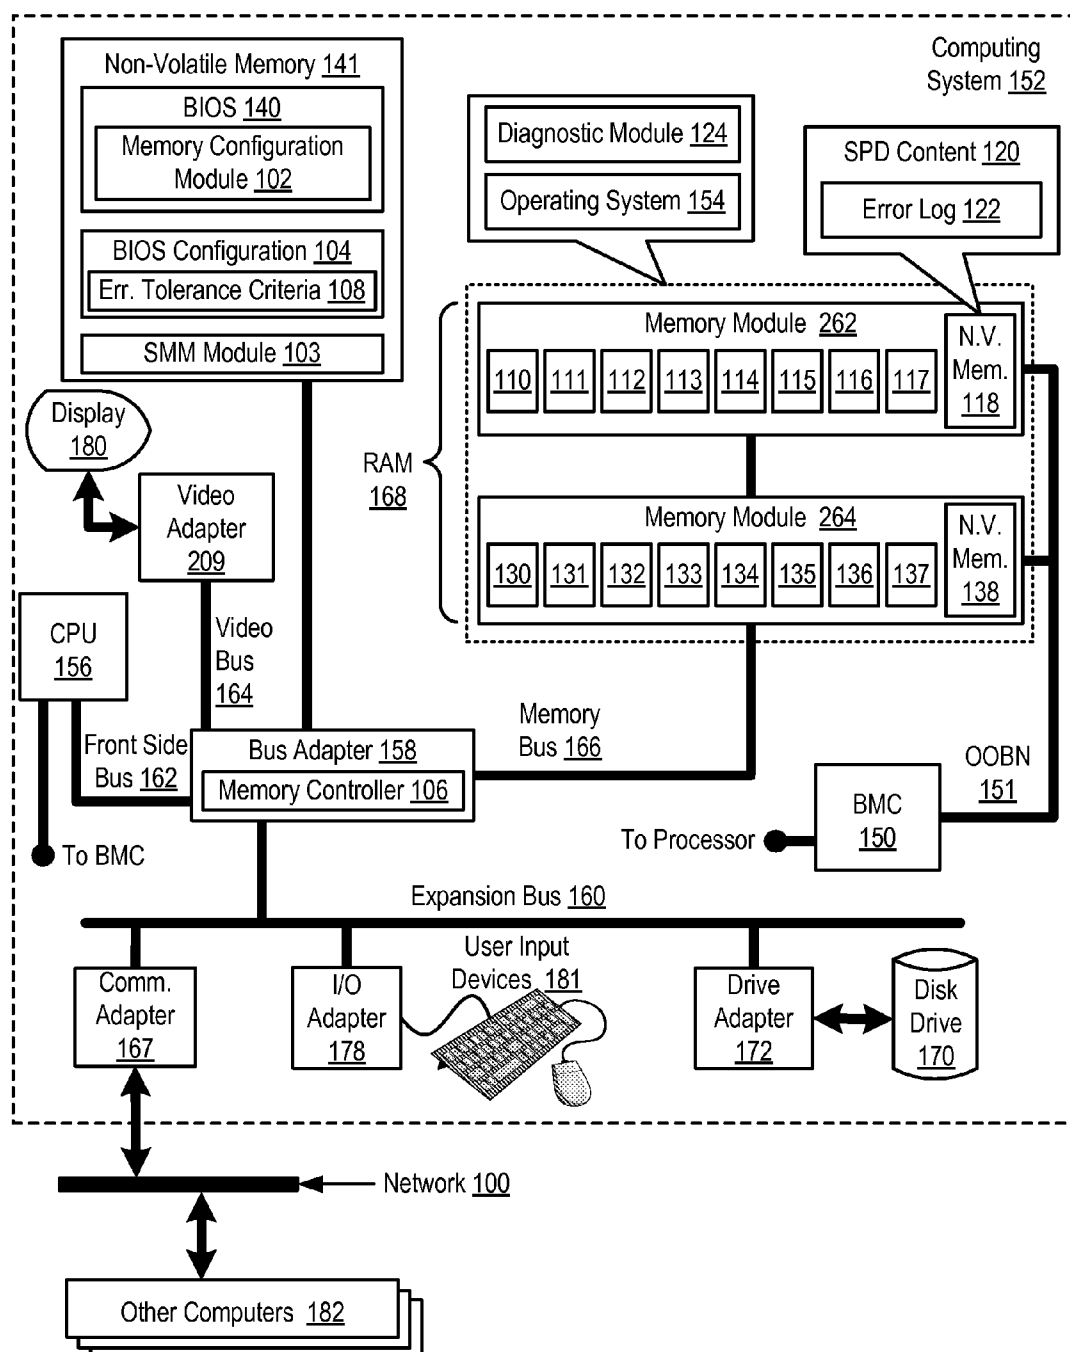 Computing
System 152
Non-Volatile Memory 141
BIOS 140
Memory Configuration
Module 102
BIOS Configuration 104
Err. Tolerance Criteria 108
SMM Module 103
Diagnostic Module 124
Operating System 154
SPD Content 120
Error Log 122
RAM
168
Memory Module 262
110 111 112 113 114 115 116 117
N.V.
Mem.
118
Memory Module 264
130 131 132 133 134 135 136 137
N.V.
Mem.
138
Display
180
Video
Adapter
209
CPU
156
Video
Bus
164
Front Side
Bus 162
Bus Adapter 158
Memory Controller 106
Memory
Bus 166
OOBN
151
BMC
150
To Processor
To BMC
Expansion Bus 160
Comm.
Adapter
167
I/O
Adapter
178
User Input
Devices 181
Drive
Adapter
172
Disk
Drive
170
Network 100
Other Computers 182